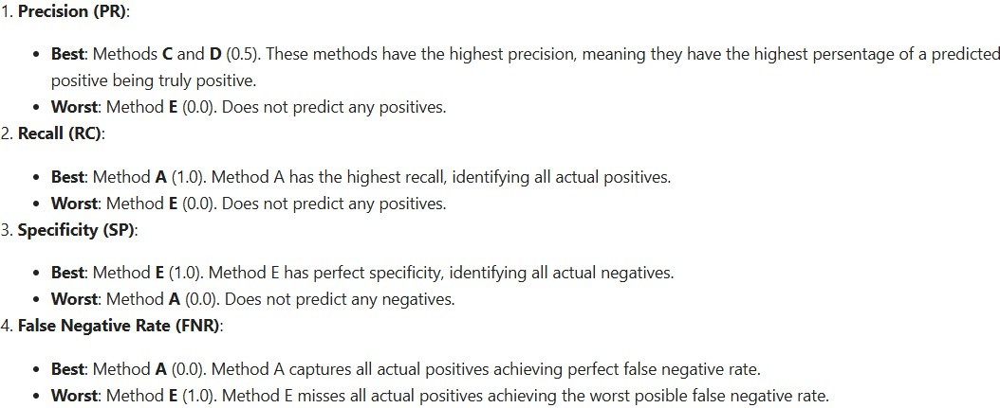 1. Precision (PR):
• Best: Methods C and D (0.5). These methods have the highest precision, meaning they have the highest persentage of a predicted
positive being truly positive.
• Worst: Method E (0.0). Does not predict any positives.
2. Recall (RC):
• Best: Method A (1.0). Method A has the highest recall, identifying all actual positives.
• Worst: Method E (0.0). Does not predict any positives.
3. Specificity (SP):
• Best: Method E (1.0). Method E has perfect specificity, identifying all actual negatives.
• Worst: Method A (0.0). Does not predict any negatives.
4. False Negative Rate (FNR):
• Best: Method A (0.0). Method A captures all actual positives achieving perfect false negative rate.
• Worst: Method E (1.0). Method E misses all actual positives achieving the worst posible false negative rate.